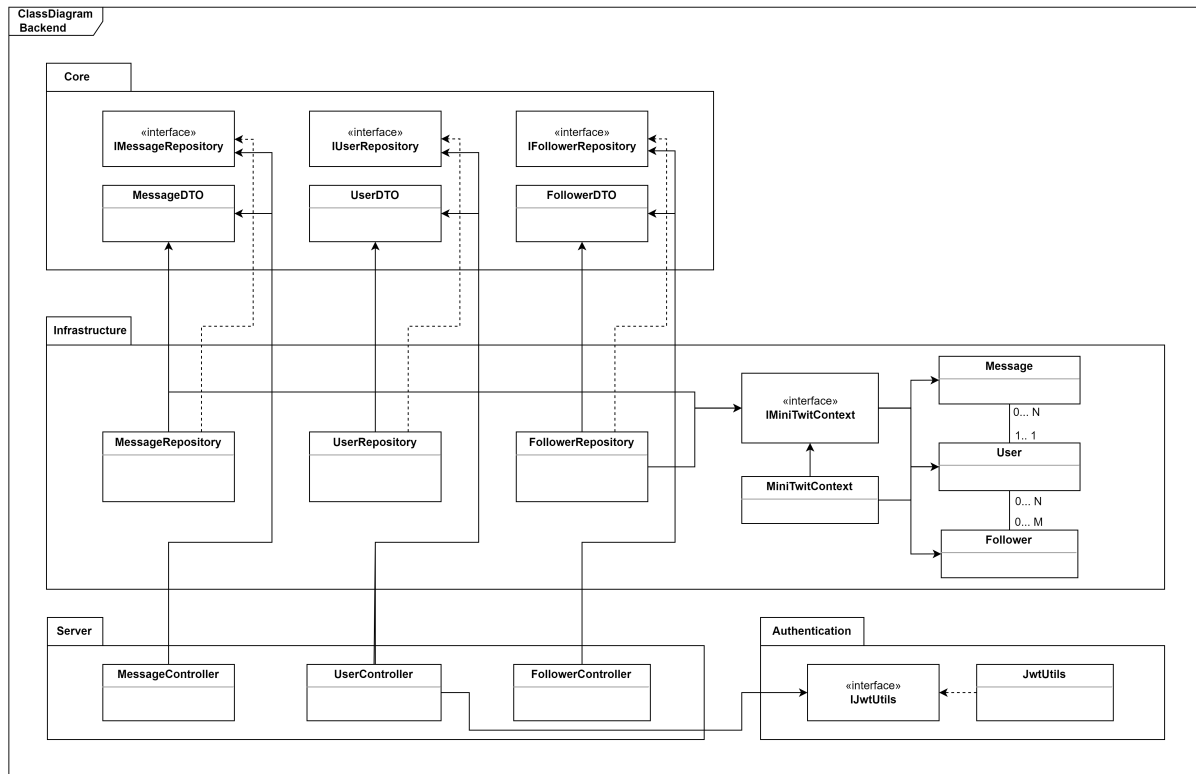 ClassDiagram
Backend
Core
«interface»
IMessageRepository
«interface»
IUserRepository
«interface»
IFollowerRepository
MessageDTO
UserDTO
FollowerDTO
Infrastructure
MessageRepository
UserRepository
FollowerRepository
«interface»
IMiniTwitContext
MiniTwitContext
Message
0... N
1.. 1
User
0... N
0... M
Follower
Server
MessageController
UserController
FollowerController
Authentication
«interface»
IJwtUtils
JwtUtils